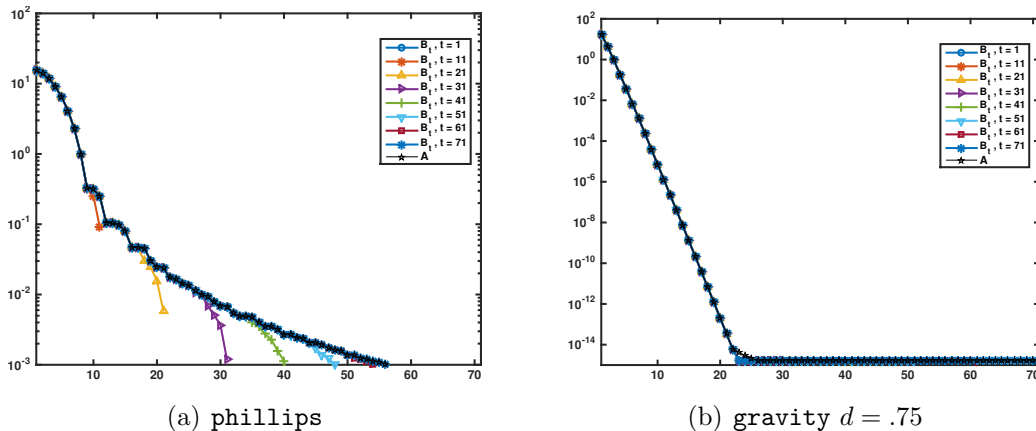 10^2
10^1
10^0
10^{-1}
10^{-2}
10^{-3}
10 20 30 40 50 60 70
B_t , t = 1
B_t , t = 11
B_t , t = 21
B_t , t = 31
B_t , t = 41
B_t , t = 51
B_t , t = 61
B_t , t = 71
A
(a) phillips
10^2
10^0
10^{-2}
10^{-4}
10^{-6}
10^{-8}
10^{-10}
10^{-12}
10^{-14}
10 20 30 40 50 60 70
B_t , t = 1
B_t , t = 11
B_t , t = 21
B_t , t = 31
B_t , t = 41
B_t , t = 51
B_t , t = 61
B_t , t = 71
A
(b) gravity d = .75